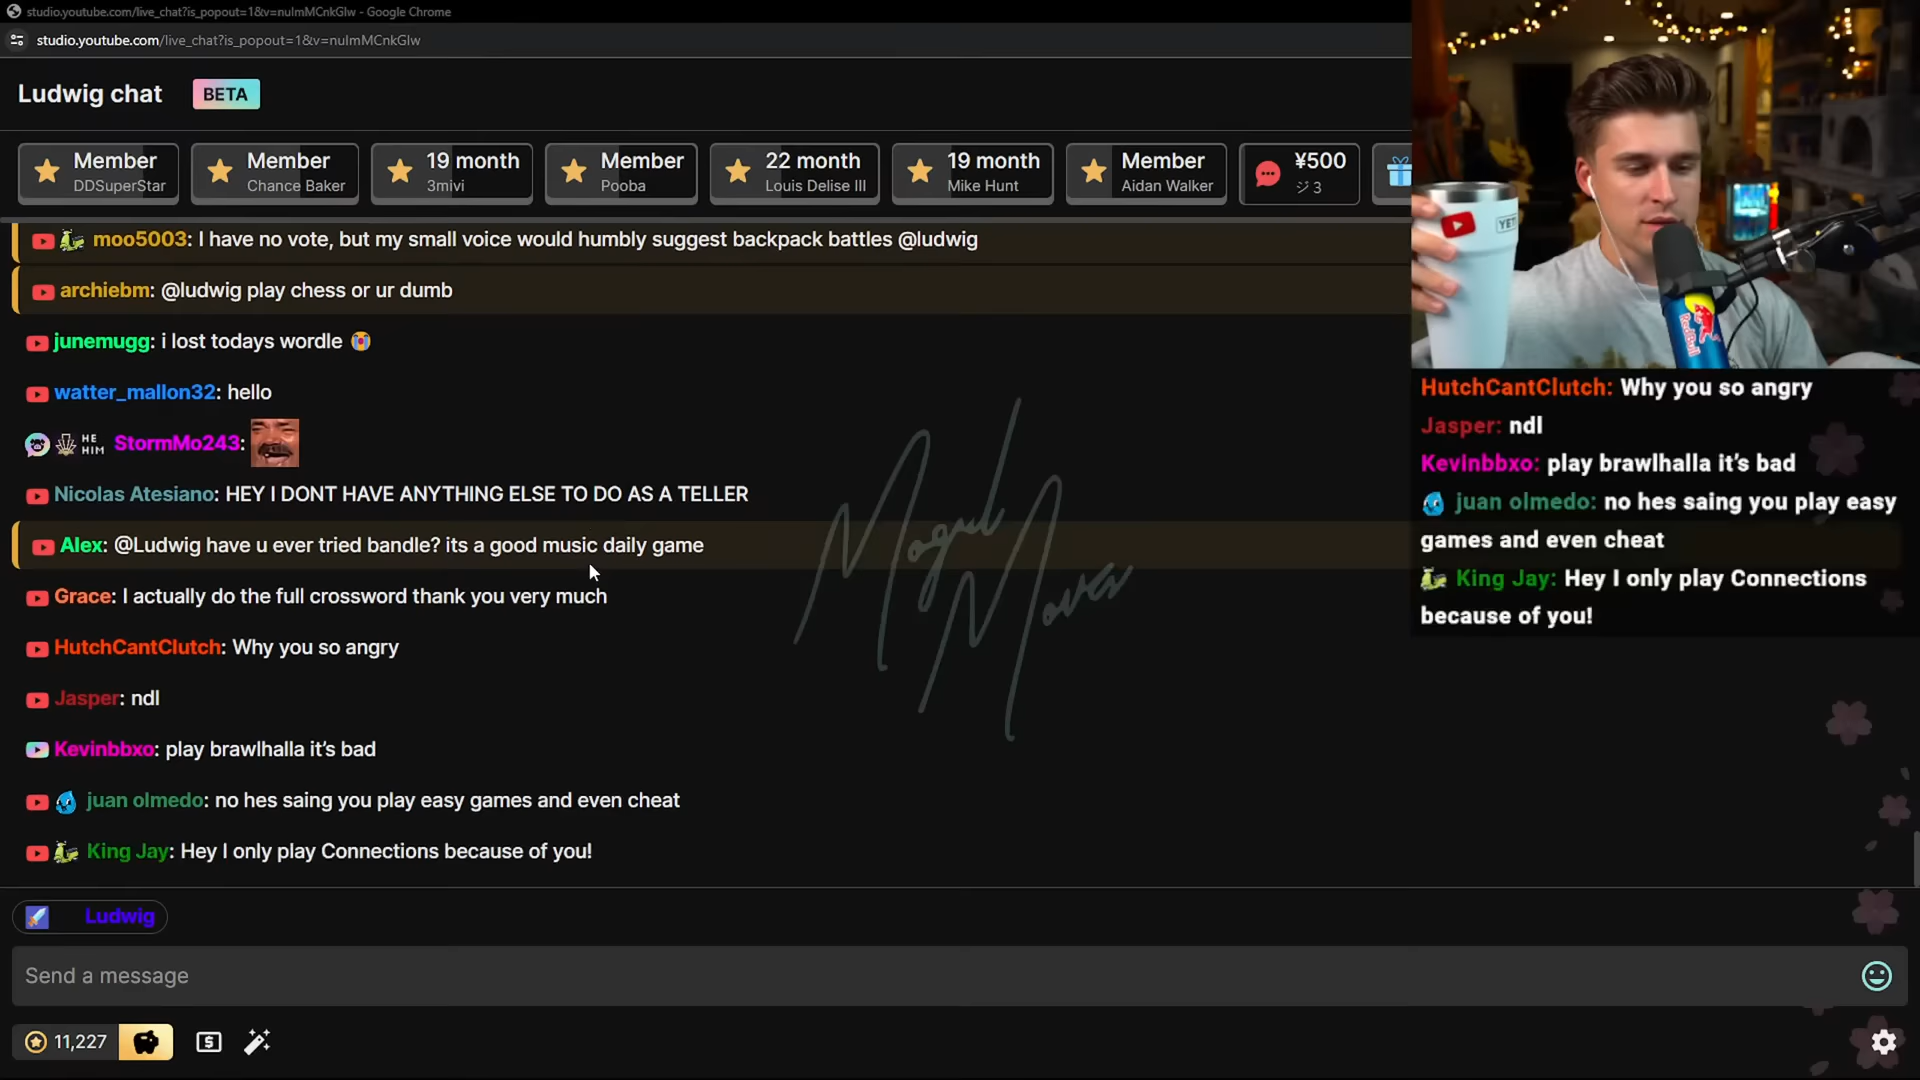 studio.youtube.com/live_chat?is_popout=1&v=nuImMCnkGIw - Google Chrome
studio.youtube.com/live_chat?is_popout=1&v=nuImMCnkGIw
Ludwig chat BETA
Member DDSuperStar
Member Chance Baker
19 month 3mivi
Member Pooba
22 month Louis Delise III
19 month Mike Hunt
Member Aidan Walker
¥500 ジ 3
moo5003: I have no vote, but my small voice would humbly suggest backpack battles @ludwig
archiebm: @ludwig play chess or ur dumb
junemugg: i lost todays wordle 😭
watter_mallon32: hello
HE HIM StormMo243:
Nicolas Atesiano: HEY I DONT HAVE ANYTHING ELSE TO DO AS A TELLER
Alex: @Ludwig have u ever tried bandle? its a good music daily game
Grace: I actually do the full crossword thank you very much
HutchCantClutch: Why you so angry
Jasper: ndl
Kevinbbxo: play brawlhalla it's bad
juan olmedo: no hes saing you play easy games and even cheat
King Jay: Hey I only play Connections because of you!
Ludwig
Send a message
11,227
Mogul
Moves
YETI
RedBull
HutchCantClutch: Why you so angry
Jasper: ndl
Kevinbbxo: play brawlhalla it's bad
juan olmedo: no hes saing you play easy
games and even cheat
King Jay: Hey I only play Connections
because of you!